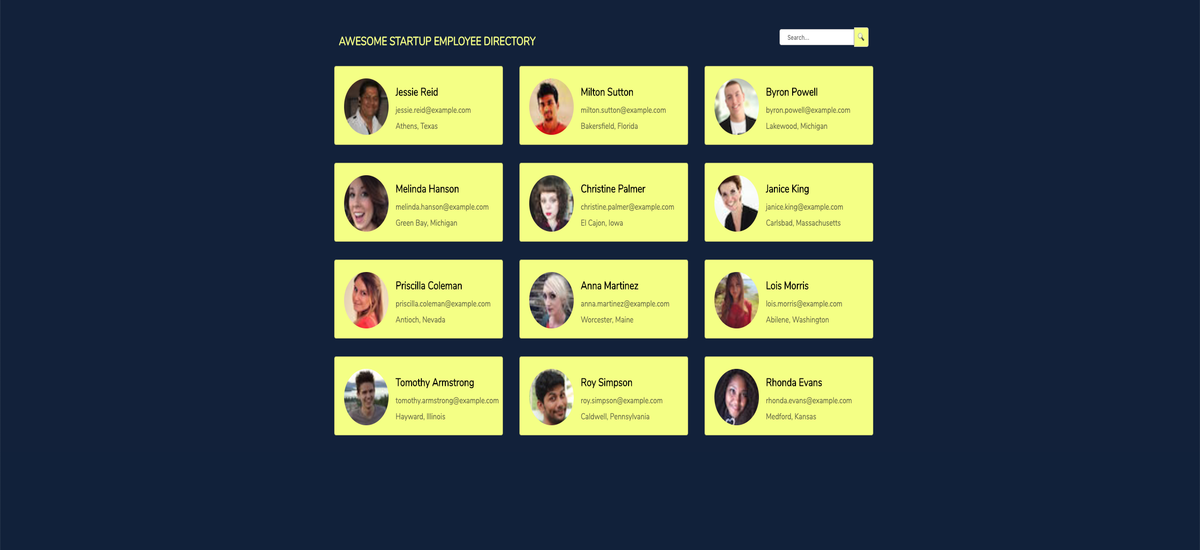 AWESOME STARTUP EMPLOYEE DIRECTORY
Search...
Jessie Reid
jessie.reid@example.com
Athens, Texas
Milton Sutton
milton.sutton@example.com
Bakersfield, Florida
Byron Powell
byron.powell@example.com
Lakewood, Michigan
Melinda Hanson
melinda.hanson@example.com
Green Bay, Michigan
Christine Palmer
christine.palmer@example.com
El Cajon, Iowa
Janice King
janice.king@example.com
Carlsbad, Massachusetts
Priscilla Coleman
priscilla.coleman@example.com
Antioch, Nevada
Anna Martinez
anna.martinez@example.com
Worcester, Maine
Lois Morris
lois.morris@example.com
Abilene, Washington
Tomothy Armstrong
tomothy.armstrong@example.com
Hayward, Illinois
Roy Simpson
roy.simpson@example.com
Caldwell, Pennsylvania
Rhonda Evans
rhonda.evans@example.com
Medford, Kansas